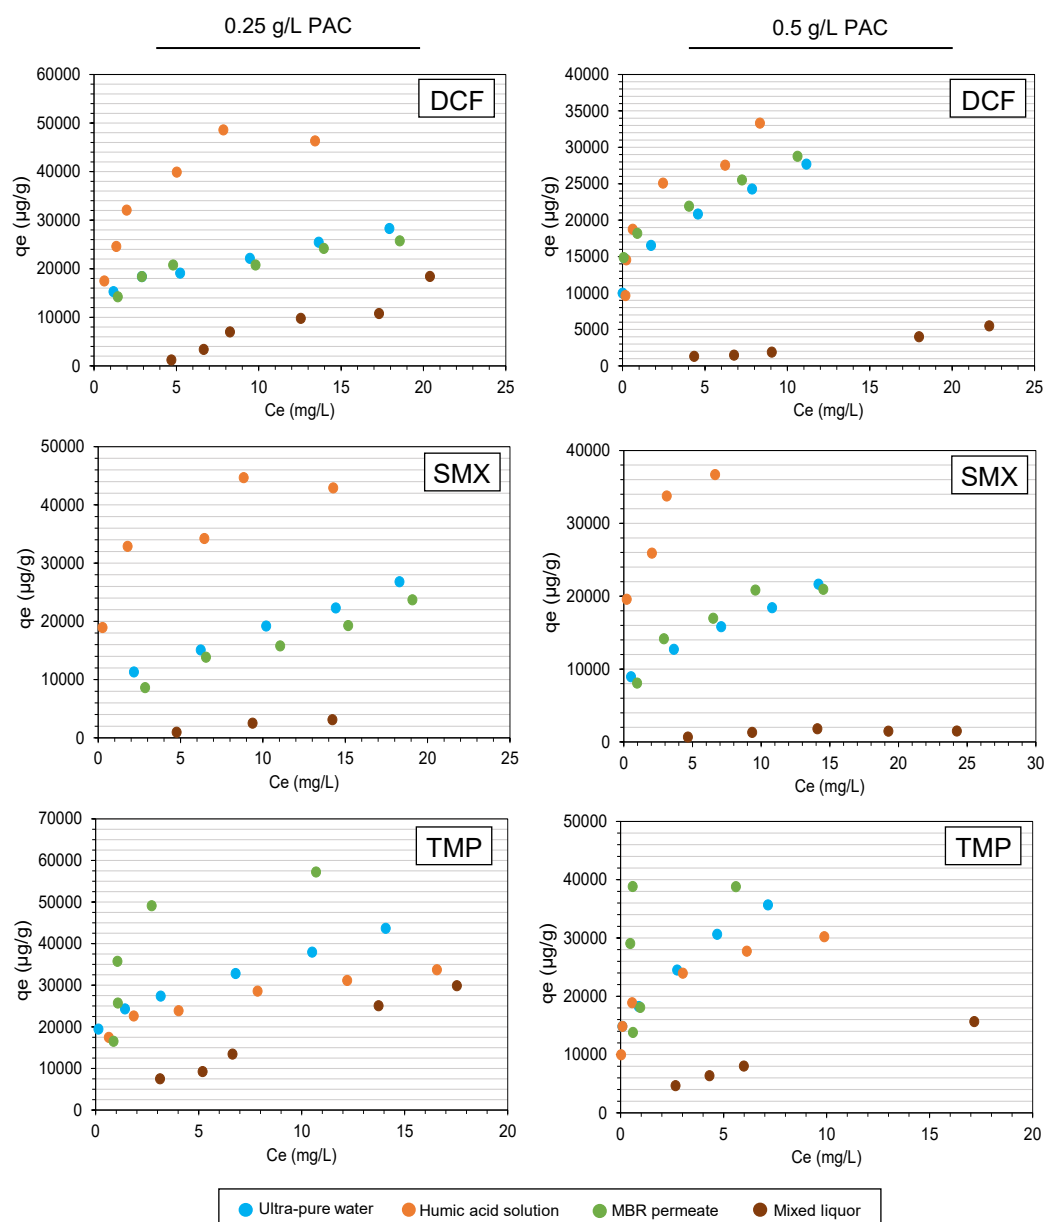 0.25 g/L PAC
0.5 g/L PAC
DCF
60000
50000
40000
30000
20000
10000
0
qe (µg/g)
0 5 10 15 20 25
Ce (mg/L)
DCF
40000
35000
30000
25000
20000
15000
10000
5000
0
qe (µg/g)
0 5 10 15 20 25
Ce (mg/L)
SMX
50000
40000
30000
20000
10000
0
qe (µg/g)
0 5 10 15 20 25
Ce (mg/L)
SMX
40000
30000
20000
10000
0
qe (µg/g)
0 5 10 15 20 25 30
Ce (mg/L)
TMP
70000
60000
50000
40000
30000
20000
10000
0
qe (µg/g)
0 5 10 15 20
Ce (mg/L)
TMP
50000
40000
30000
20000
10000
0
qe (µg/g)
0 5 10 15 20
Ce (mg/L)
Ultra-pure water Humic acid solution MBR permeate Mixed liquor